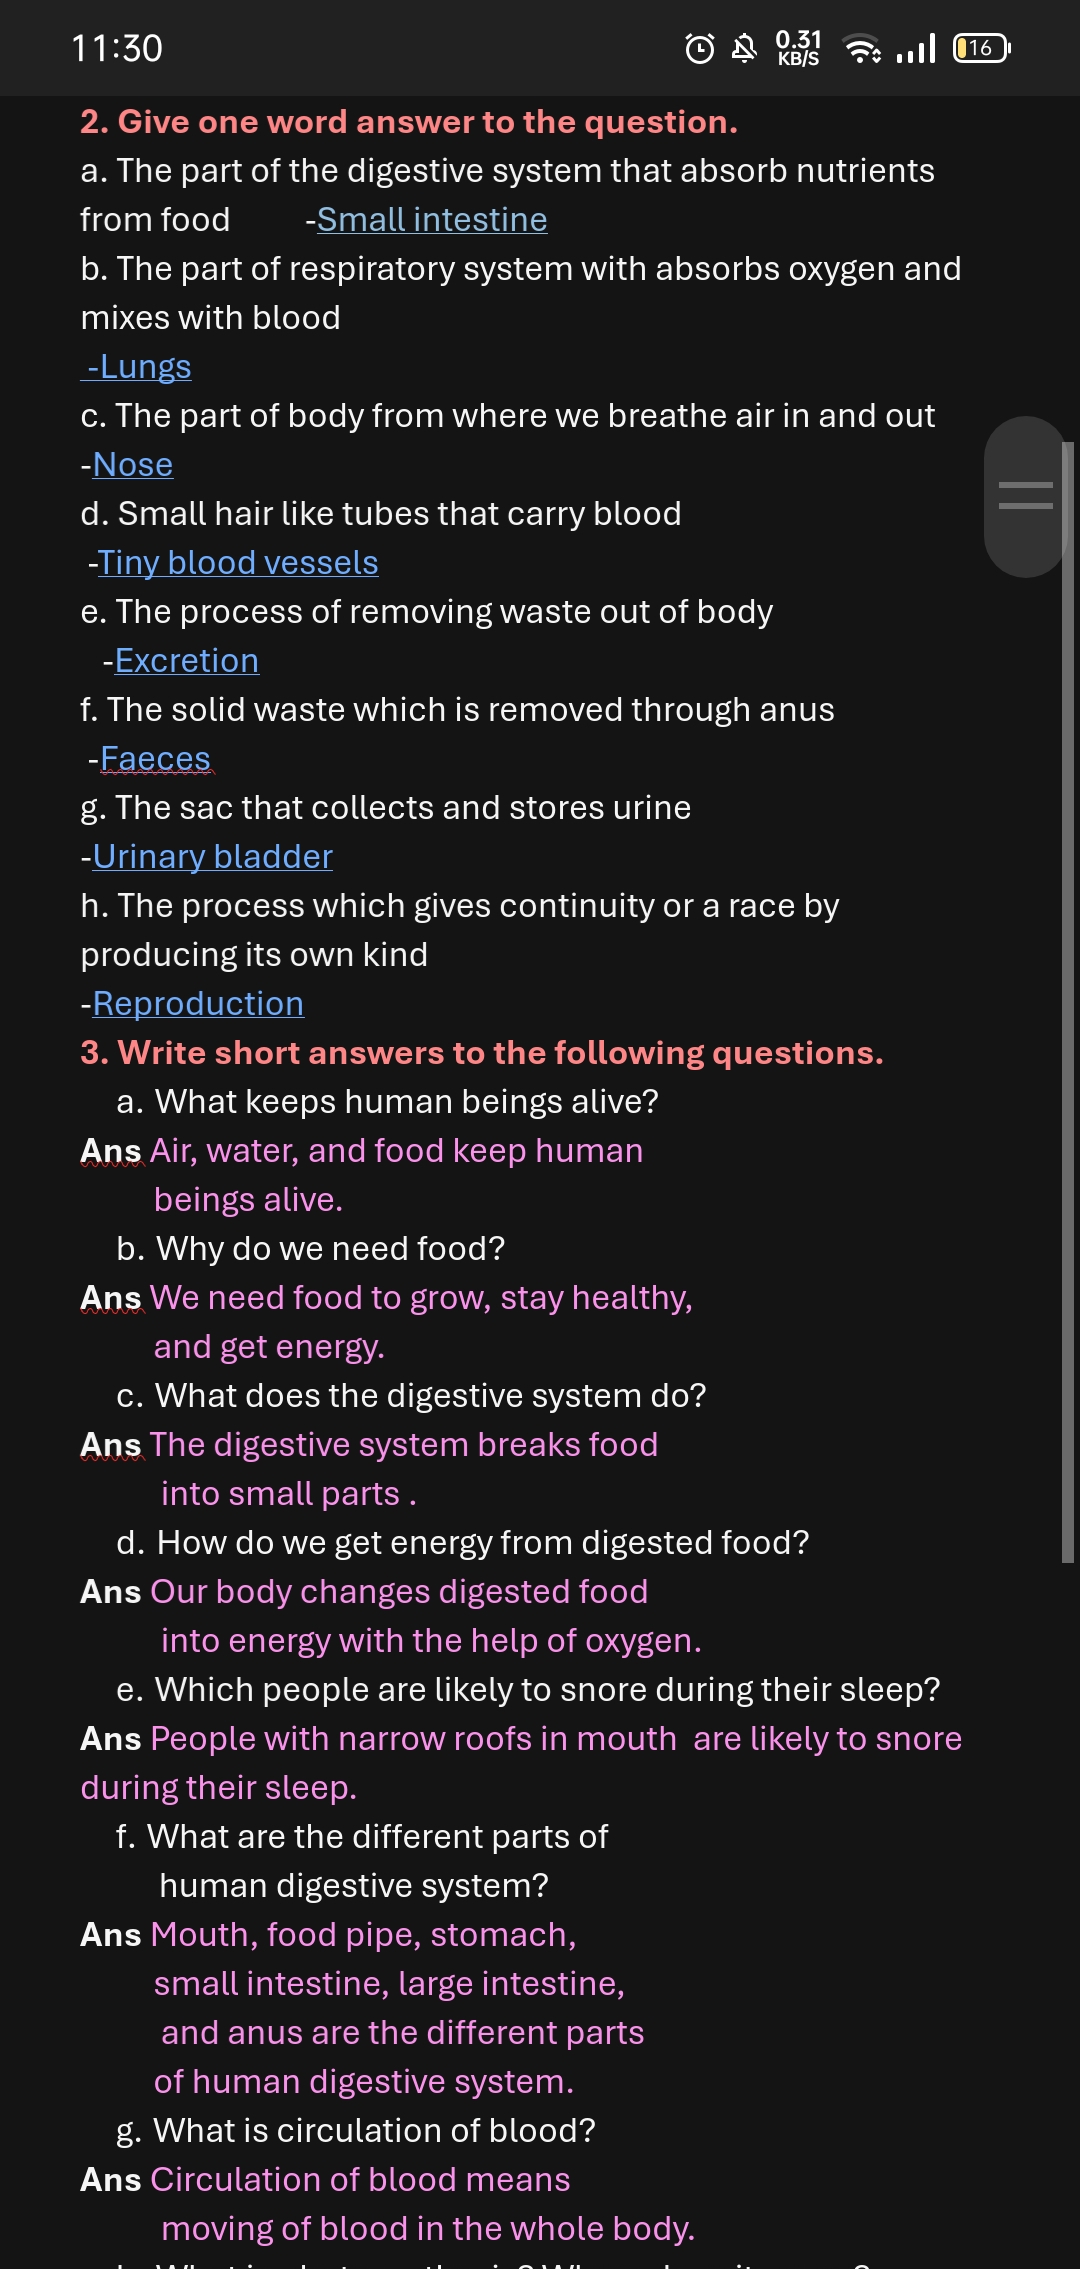 11:30
0.31
KB/S
16
2. Give one word answer to the question.
a. The part of the digestive system that absorb nutrients
from food -Small intestine
b. The part of respiratory system with absorbs oxygen and
mixes with blood
-Lungs
c. The part of body from where we breathe air in and out
-Nose
d. Small hair like tubes that carry blood
-Tiny blood vessels
e. The process of removing waste out of body
-Excretion
f. The solid waste which is removed through anus
-Faeces
g. The sac that collects and stores urine
-Urinary bladder
h. The process which gives continuity or a race by
producing its own kind
-Reproduction
3. Write short answers to the following questions.
a. What keeps human beings alive?
Ans Air, water, and food keep human
beings alive.
b. Why do we need food?
Ans We need food to grow, stay healthy,
and get energy.
c. What does the digestive system do?
Ans The digestive system breaks food
into small parts .
d. How do we get energy from digested food?
Ans Our body changes digested food
into energy with the help of oxygen.
e. Which people are likely to snore during their sleep?
Ans People with narrow roofs in mouth  are likely to snore
during their sleep.
f. What are the different parts of
human digestive system?
Ans Mouth, food pipe, stomach,
small intestine, large intestine,
and anus are the different parts
of human digestive system.
g. What is circulation of blood?
Ans Circulation of blood means
moving of blood in the whole body.